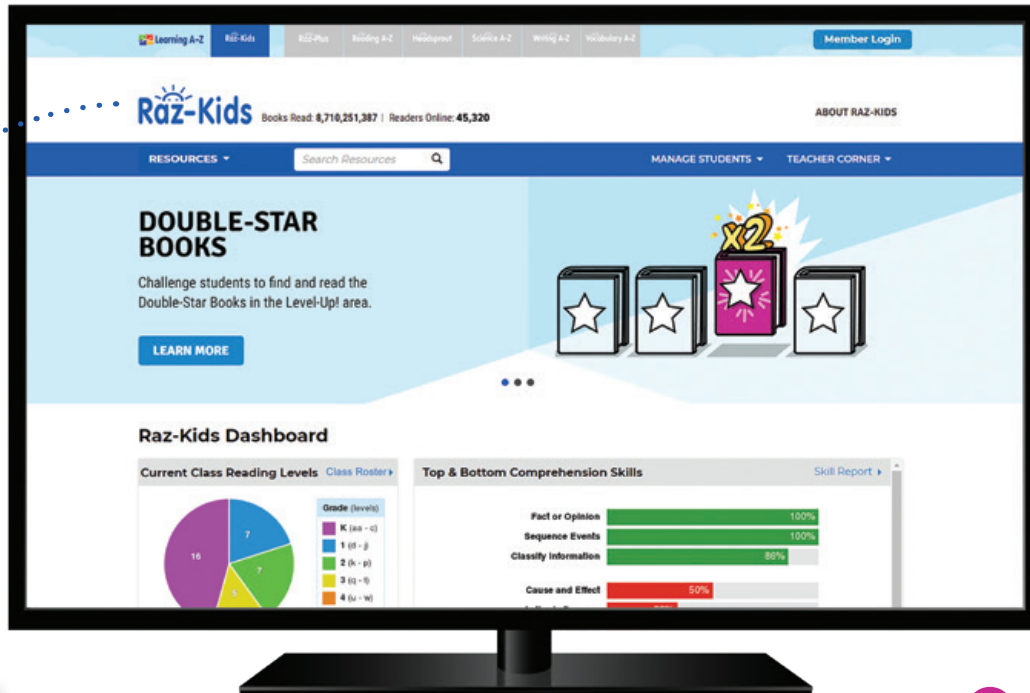 Learning A-Z Raz-Kids Raz-Plus Reading A-Z Headsprout Science A-Z Writing A-Z Vocabulary A-Z Member Login
Raz-Kids Books Read: 8,710,251,387 | Readers Online: 45,320 ABOUT RAZ-KIDS
RESOURCES Search Resources MANAGE STUDENTS TEACHER CORNER
x2
DOUBLE-STAR
BOOKS
Challenge students to find and read the
Double-Star Books in the Level-Up! area.
LEARN MORE
Raz-Kids Dashboard
Current Class Reading Levels Class Roster
16
7
7
5
Grade (levels)
K (aa - c)
1 (d - j)
2 (k - p)
3 (q - t)
4 (u - w)
Top & Bottom Comprehension Skills Skill Report
Fact or Opinion 100%
Sequence Events 100%
Classify Information 86%
Cause and Effect 50%